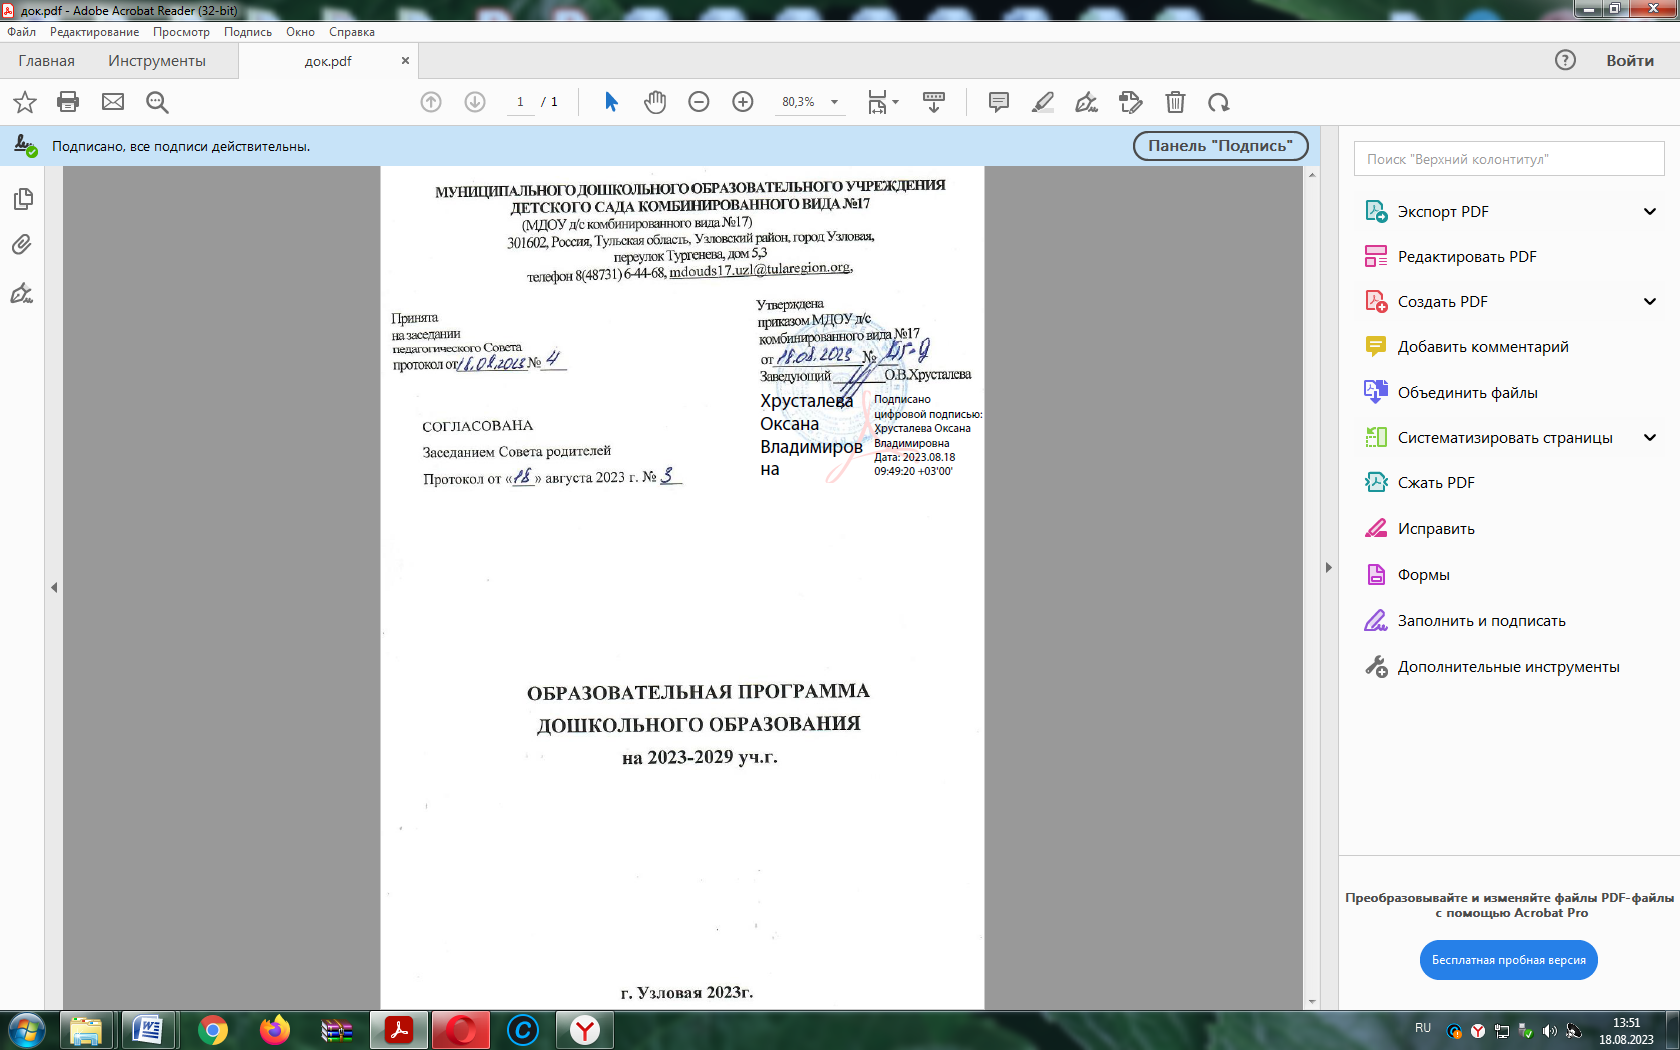 док.pdf - Adobe Acrobat Reader (32-bit)
Файл Редактирование Просмотр Подпись Окно Справка
Главная Инструменты док.pdf × ? Войти
1 / 1 80,3%
Подписано, все подписи действительны.
Панель "Подпись"
МУНИЦИПАЛЬНОГО ДОШКОЛЬНОГО ОБРАЗОВАТЕЛЬНОГО УЧРЕЖДЕНИЯ
ДЕТСКОГО САДА КОМБИНИРОВАННОГО ВИДА №17
(МДОУ д/с комбинированного вида №17)
301602, Россия, Тульская область, Узловский район, город Узловая,
переулок Тургенева, дом 5,3
телефон 8(48731) 6-44-68, mdouds17.uzl@tularegion.org,
Принята
на заседании
педагогического Совета
протокол от 18.08.2023 № 4
Утверждена
приказом МДОУ д/с
комбинированного вида №17
от 18.08.2023 № 45-д
Заведующий О.В.Хрусталева
Хрусталева
Оксана
Владимиров
на
Подписано
цифровой подписью:
Хрусталева Оксана
Владимировна
Дата: 2023.08.18
09:49:20 +03'00'
СОГЛАСОВАНА
Заседанием Совета родителей
Протокол от «18» августа 2023 г. № 3
ОБРАЗОВАТЕЛЬНАЯ ПРОГРАММА
ДОШКОЛЬНОГО ОБРАЗОВАНИЯ
на 2023-2029 уч.г.
г. Узловая 2023г.
Поиск "Верхний колонтитул"
Экспорт PDF
Редактировать PDF
Создать PDF
Добавить комментарий
Объединить файлы
Систематизировать страницы
Сжать PDF
Исправить
Формы
Заполнить и подписать
Дополнительные инструменты
Преобразовывайте и изменяйте файлы PDF-файлы
с помощью Acrobat Pro
Бесплатная пробная версия
RU
13:51
18.08.2023